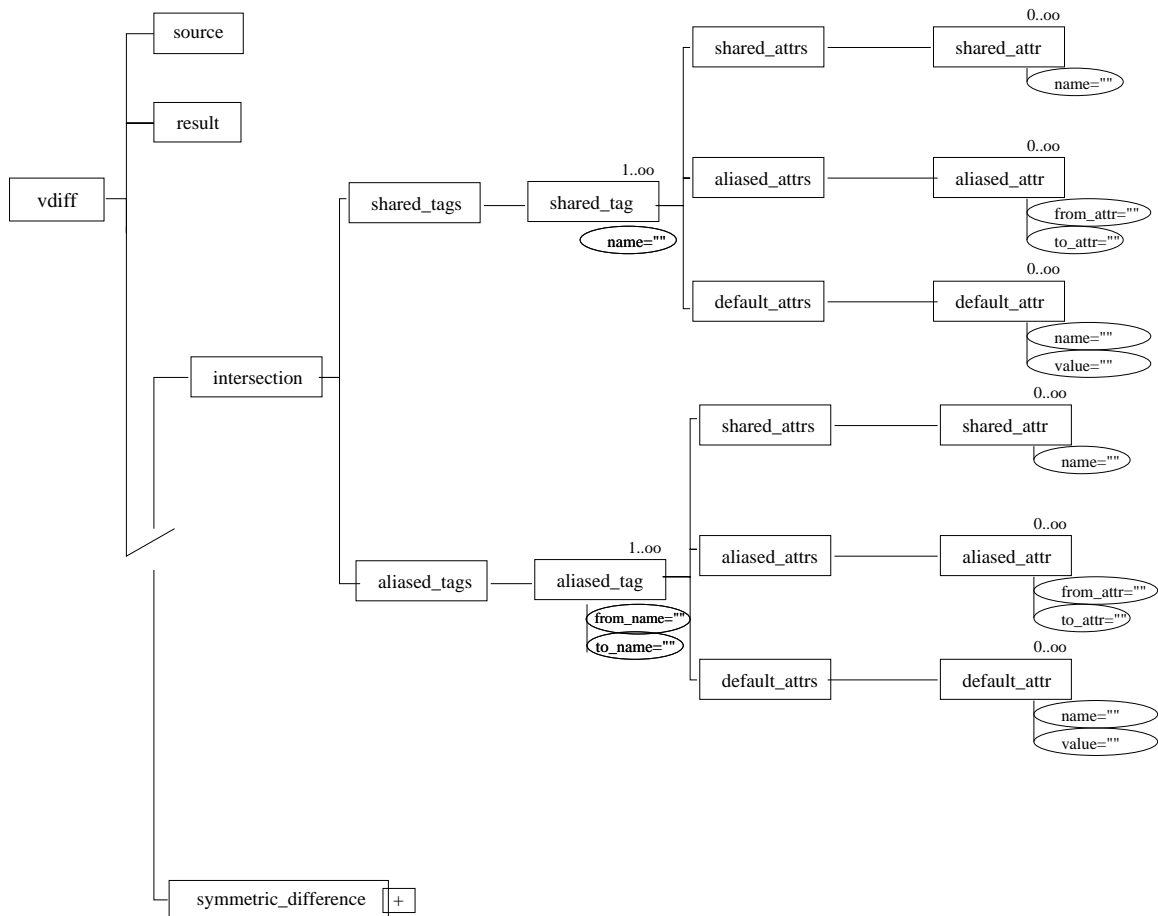 source
result
vdiff
0..oo
shared_attrs
shared_attr
name=""
0..oo
aliased_attrs
aliased_attr
from_attr=""
to_attr=""
1..oo
shared_tags
shared_tag
name=""
0..oo
default_attrs
default_attr
name=""
value=""
intersection
0..oo
shared_attrs
shared_attr
name=""
0..oo
aliased_attrs
aliased_attr
from_attr=""
to_attr=""
1..oo
aliased_tags
aliased_tag
from_name=""
to_name=""
0..oo
default_attrs
default_attr
name=""
value=""
symmetric_difference
+